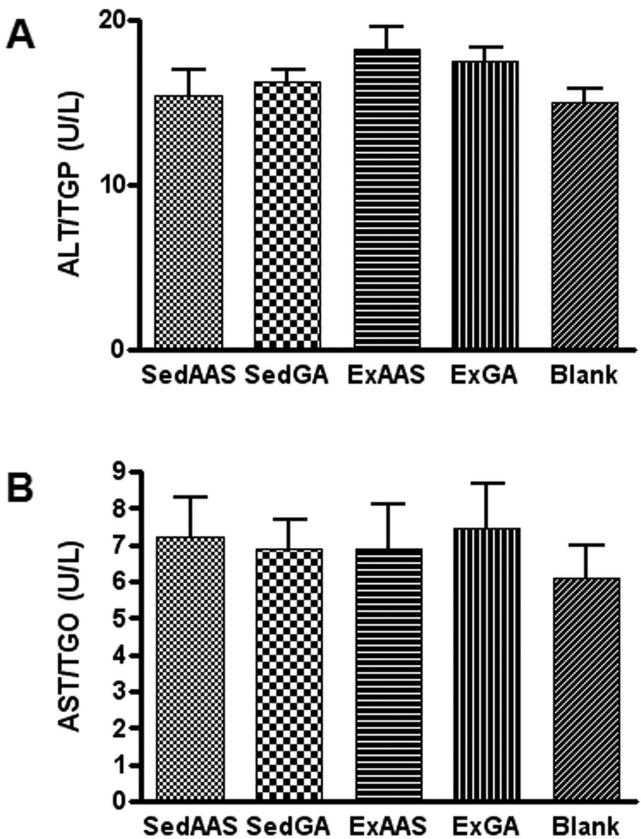 A
ALT/TGP (U/L)
20
10
0
SedAAS SedGA ExAAS ExGA Blank
B
AST/TGO (U/L)
9
8
7
6
5
4
3
2
1
0
SedAAS SedGA ExAAS ExGA Blank